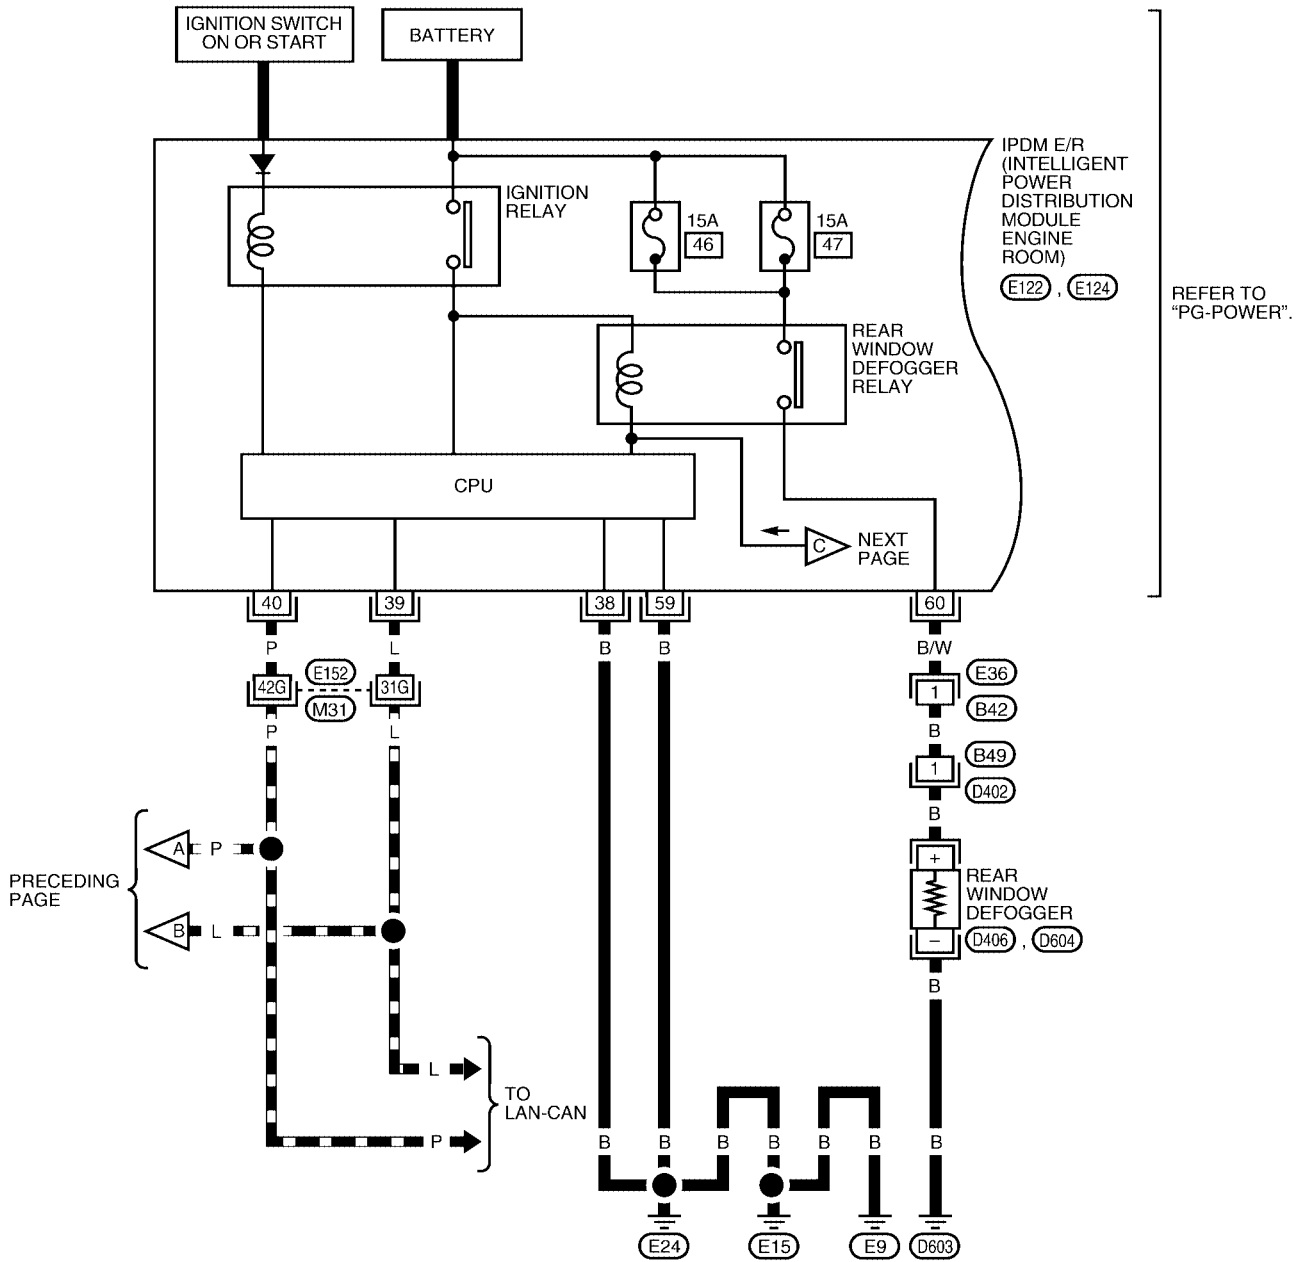 IGNITION SWITCH
ON OR START
BATTERY
IPDM E/R
(INTELLIGENT
POWER
DISTRIBUTION
MODULE
ENGINE
ROOM)
E122 , E124
REFER TO
“PG-POWER”.
IGNITION
RELAY
15A
46
15A
47
REAR
WINDOW
DEFOGGER
RELAY
CPU
C
NEXT
PAGE
40
39
38
59
60
P
L
B
B
B/W
42G
E152
M31
31G
E36
1
B42
P
L
B
B49
1
D402
B
A
P
PRECEDING
PAGE
B
L
+
REAR
WINDOW
DEFOGGER
–
D406 , D604
B
L
TO
LAN-CAN
P
B
B
B
B
B
B
B
E24
E15
E9
D603